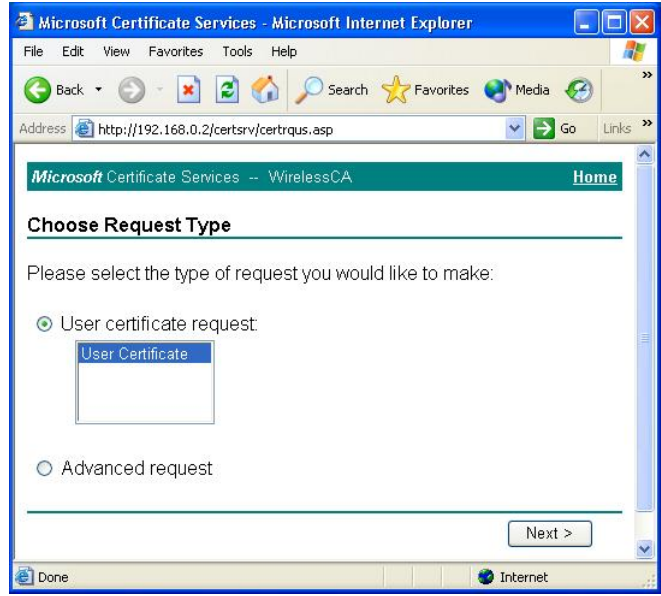 Microsoft Certificate Services - Microsoft Internet Explorer
File Edit View Favorites Tools Help
Back Search Favorites Media »
Address http://192.168.0.2/certsrv/certrqus.asp Go Links »
Microsoft Certificate Services -- WirelessCA Home
Choose Request Type
Please select the type of request you would like to make:
User certificate request:
User Certificate
Advanced request
Next >
Done Internet